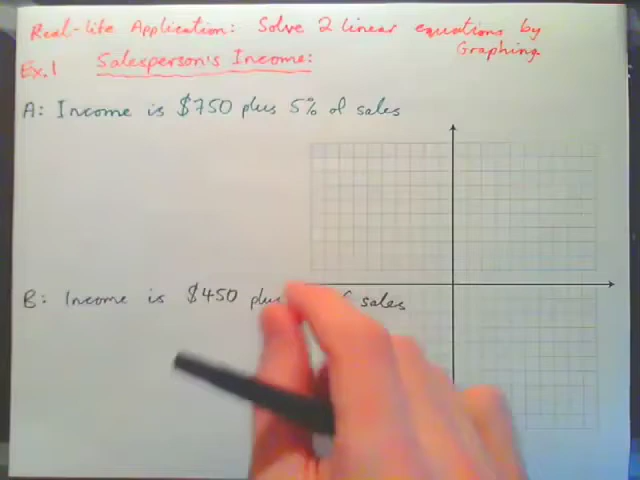 Real-life Application: Solve 2 linear equations by
Graphing.
Ex.1 Salesperson's Income:
A: Income is $750 plus 5% of sales
B: Income is $450 plus sales